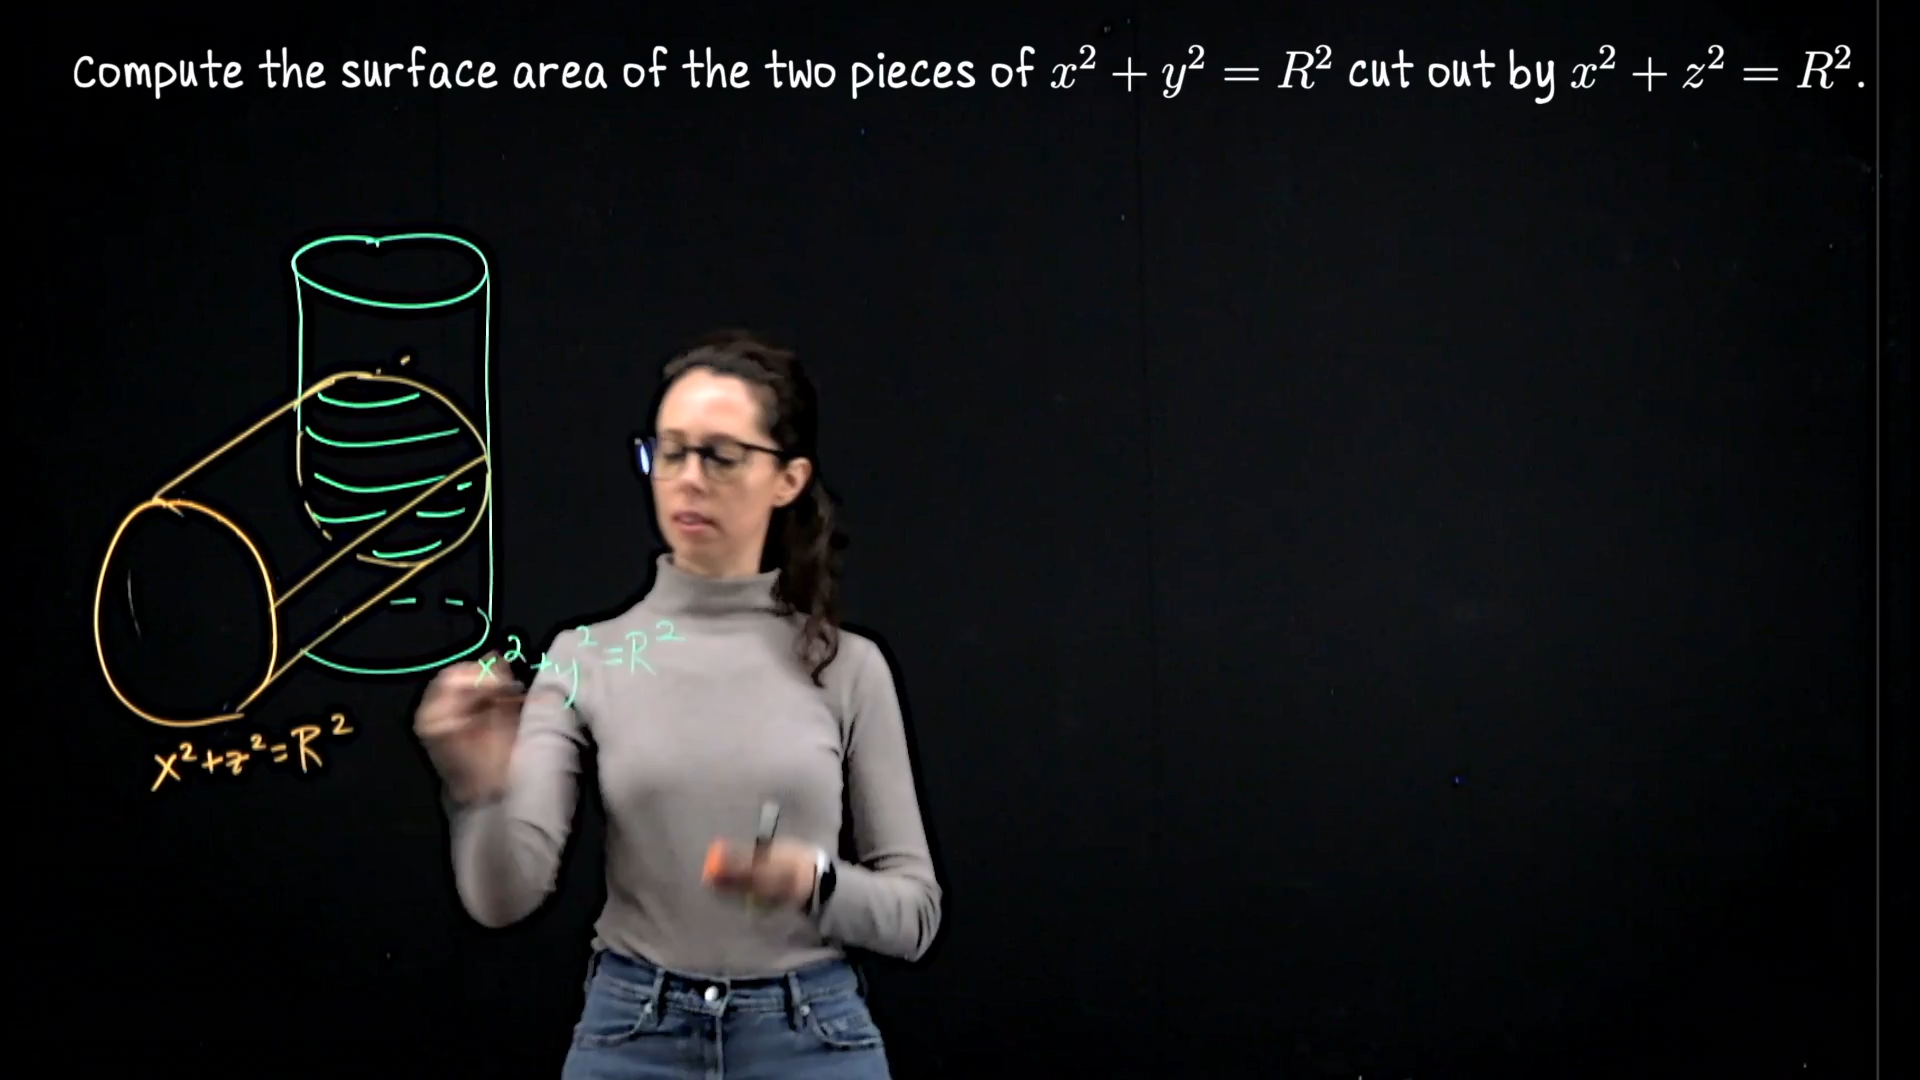 Compute the surface area of the two pieces of x² + y² = R² cut out by x² + z² = R².
x²+y²=R²
x²+z²=R²